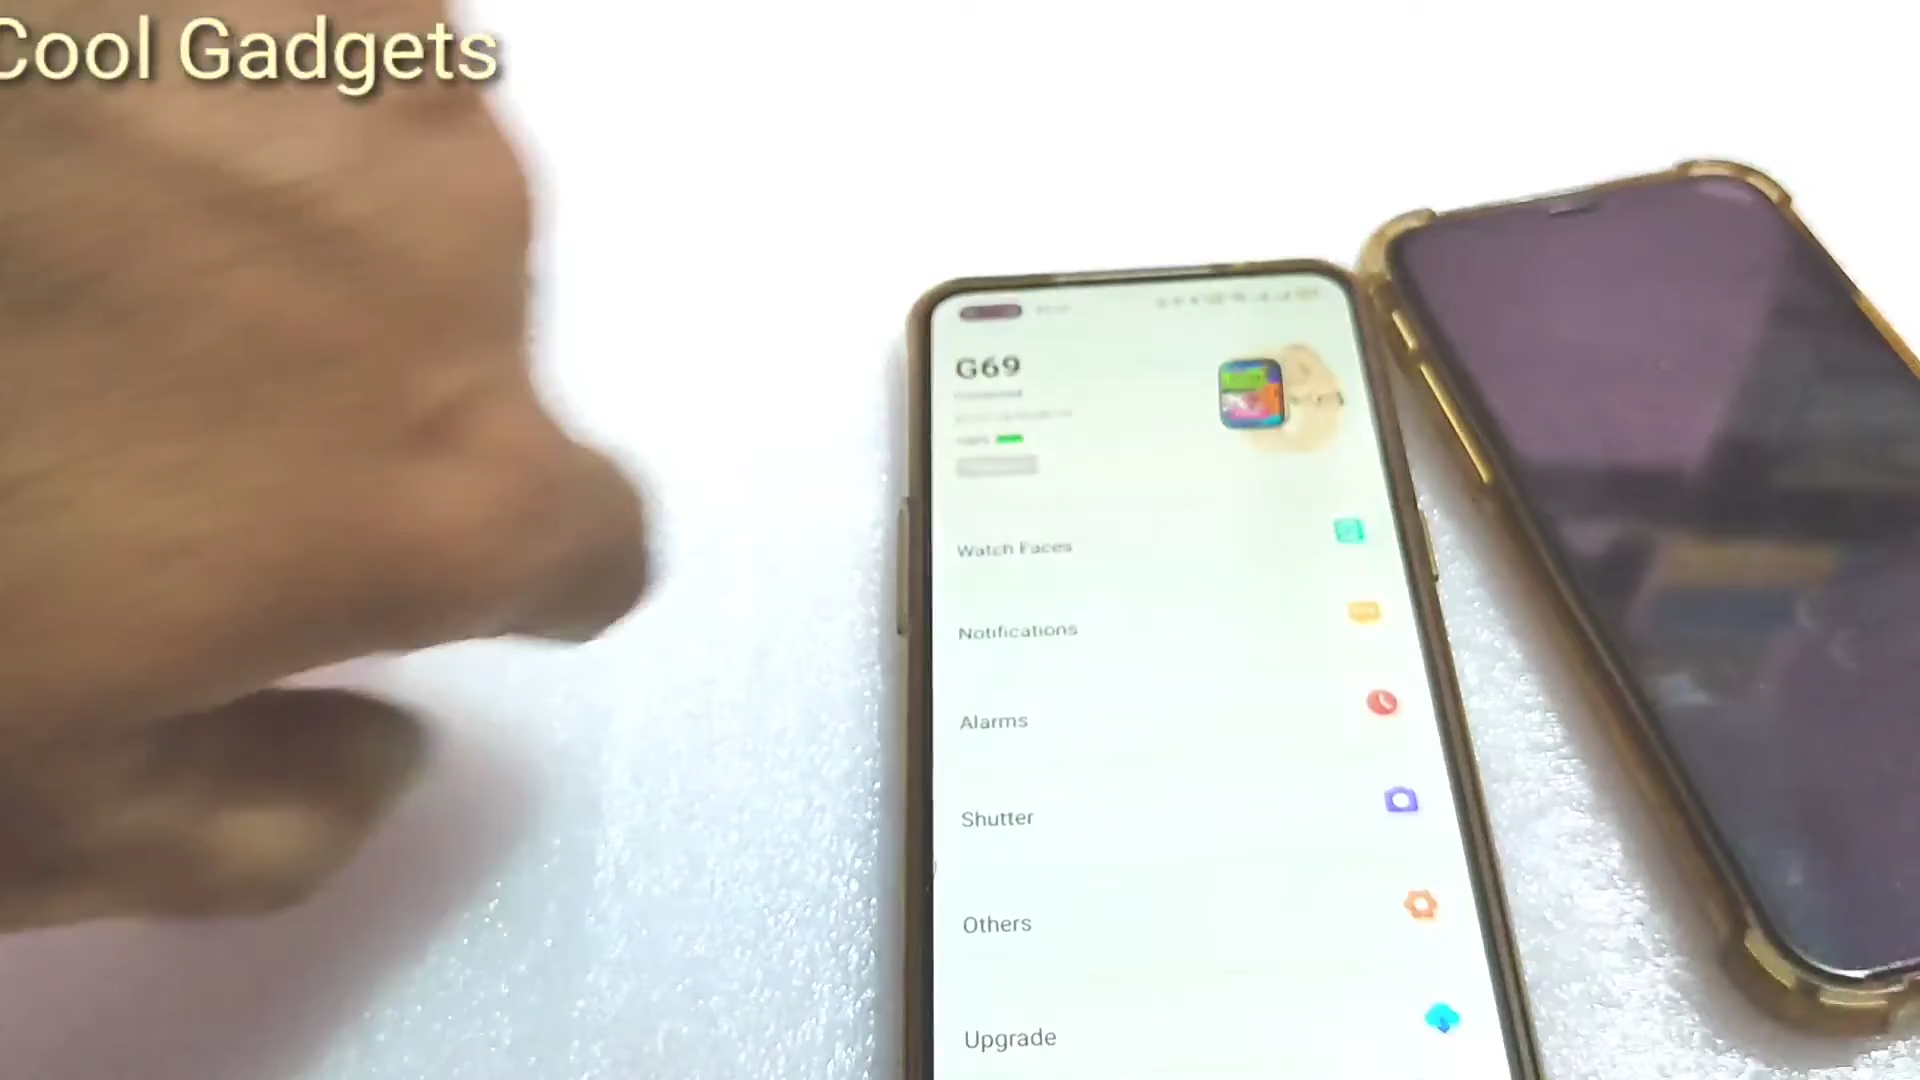 Cool Gadgets
G69
Watch Faces
Notifications
Alarms
Shutter
Others
Upgrade